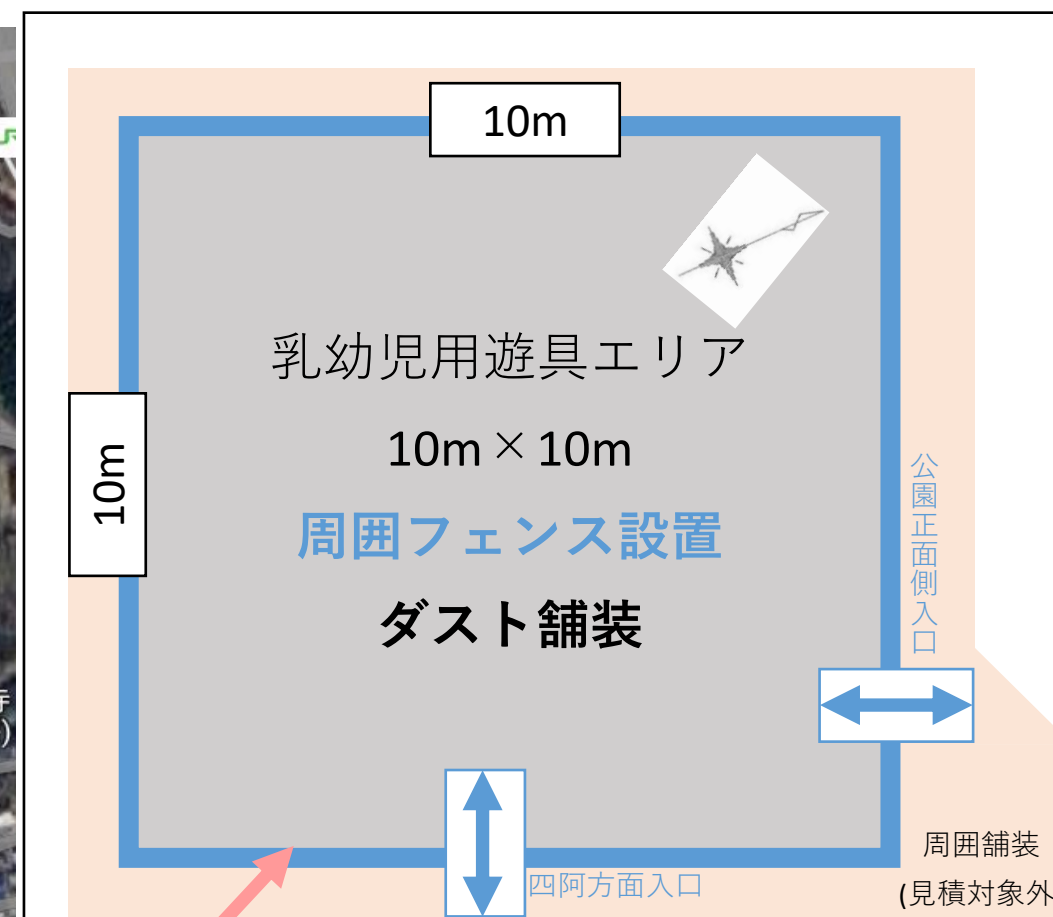 10m
乳幼児用遊具エリア
10m
10m×10m
周囲フェンス設置
ダスト舗装
公園正面側入口
四阿方面入口
周囲舗装
(見積対象外